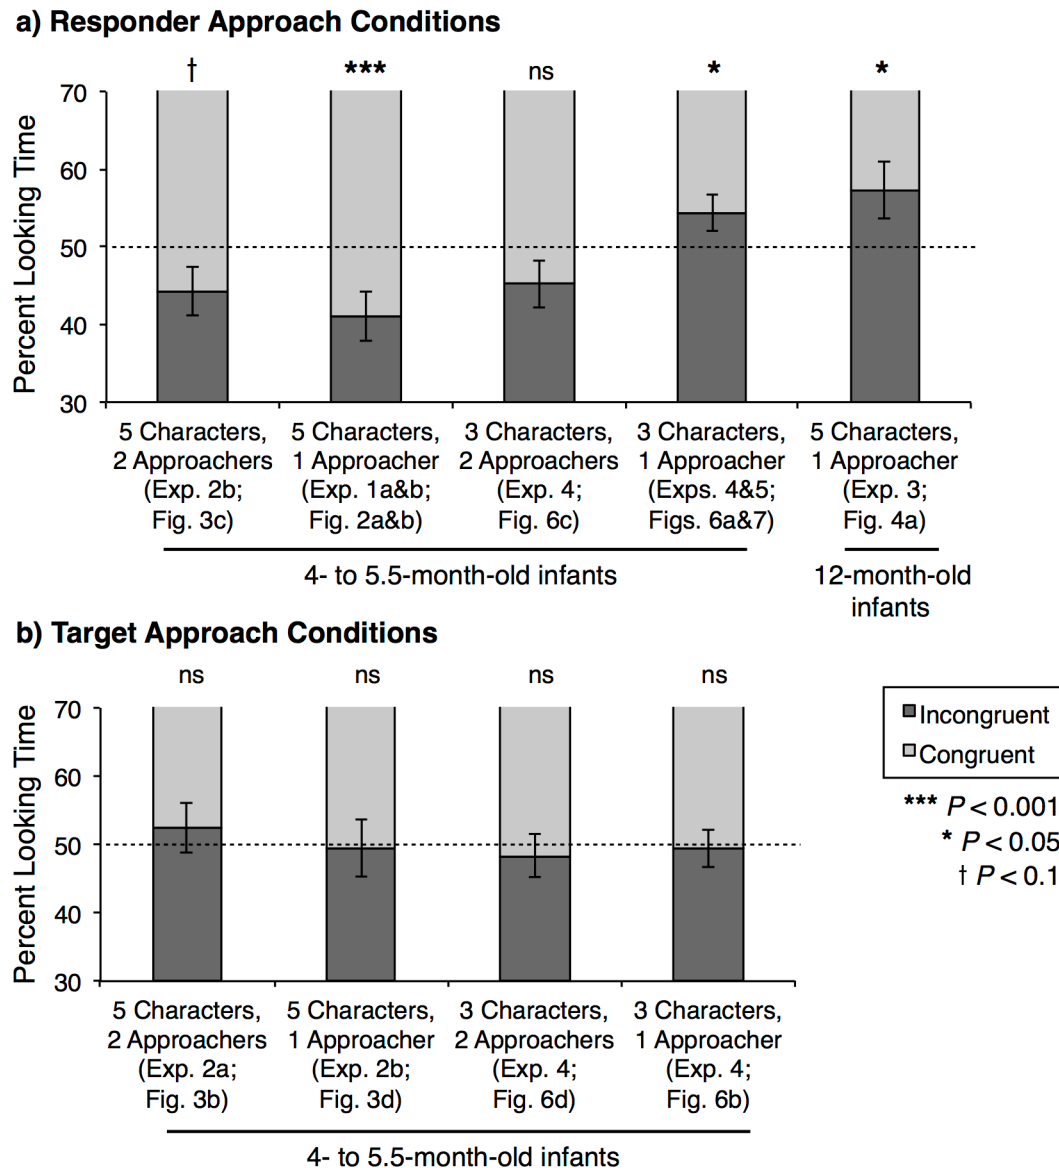 a) Responder Approach Conditions
† *** ns * *
Percent Looking Time
70
60
50
40
30
5 Characters, 5 Characters, 3 Characters, 3 Characters, 5 Characters,
2 Approachers 1 Approacher 2 Approachers 1 Approacher 1 Approacher
(Exp. 2b; (Exp. 1a&b; (Exp. 4; (Exps. 4&5; (Exp. 3;
Fig. 3c) Fig. 2a&b) Fig. 6c) Figs. 6a&7) Fig. 4a)
4- to 5.5-month-old infants 12-month-old
infants
b) Target Approach Conditions
ns ns ns ns
Percent Looking Time
70
60
50
40
30
Incongruent
Congruent
*** P < 0.001
* P < 0.05
† P < 0.1
5 Characters, 5 Characters, 3 Characters, 3 Characters,
2 Approachers 1 Approacher 2 Approachers 1 Approacher
(Exp. 2a; (Exp. 2b; (Exp. 4; (Exp. 4;
Fig. 3b) Fig. 3d) Fig. 6d) Fig. 6b)
4- to 5.5-month-old infants